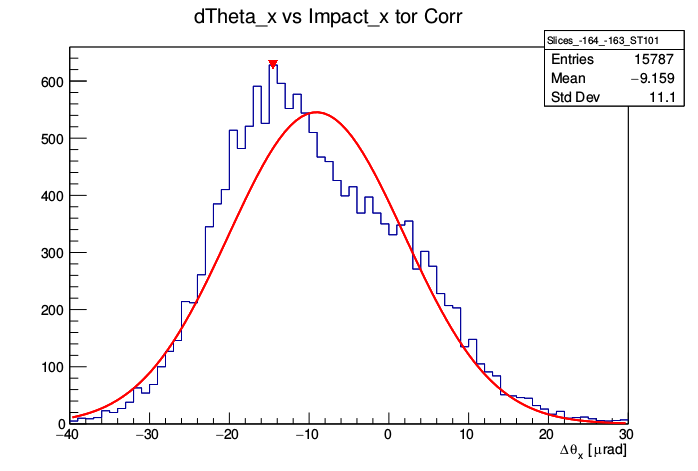 dTheta_x vs Impact_x tor Corr
Slices_-164_-163_ST101
Entries 15787
Mean −9.159
Std Dev 11.1
600
500
400
300
200
100
0
−40 −30 −20 −10 0 10 20 30
Δθx [μrad]